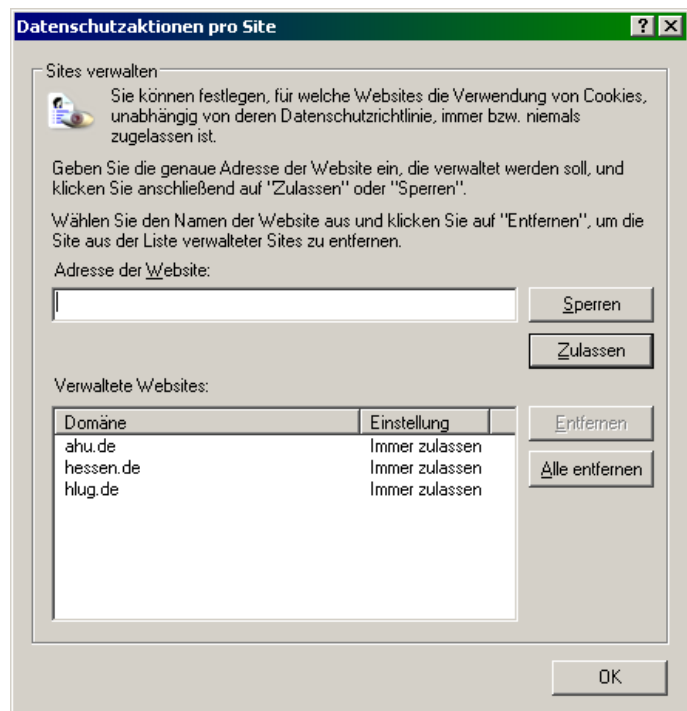 Datenschutzaktionen pro Site
Sites verwalten
Sie können festlegen, für welche Websites die Verwendung von Cookies,
unabhängig von deren Datenschutzrichtlinie, immer bzw. niemals
zugelassen ist.
Geben Sie die genaue Adresse der Website ein, die verwaltet werden soll, und
klicken Sie anschließend auf "Zulassen" oder "Sperren".
Wählen Sie den Namen der Website aus und klicken Sie auf "Entfernen", um die
Site aus der Liste verwalteter Sites zu entfernen.
Adresse der Website:
Sperren
Zulassen
Verwaltete Websites:
Domäne Einstellung
Entfernen
ahu.de Immer zulassen
hessen.de Immer zulassen
Alle entfernen
hlug.de Immer zulassen
OK